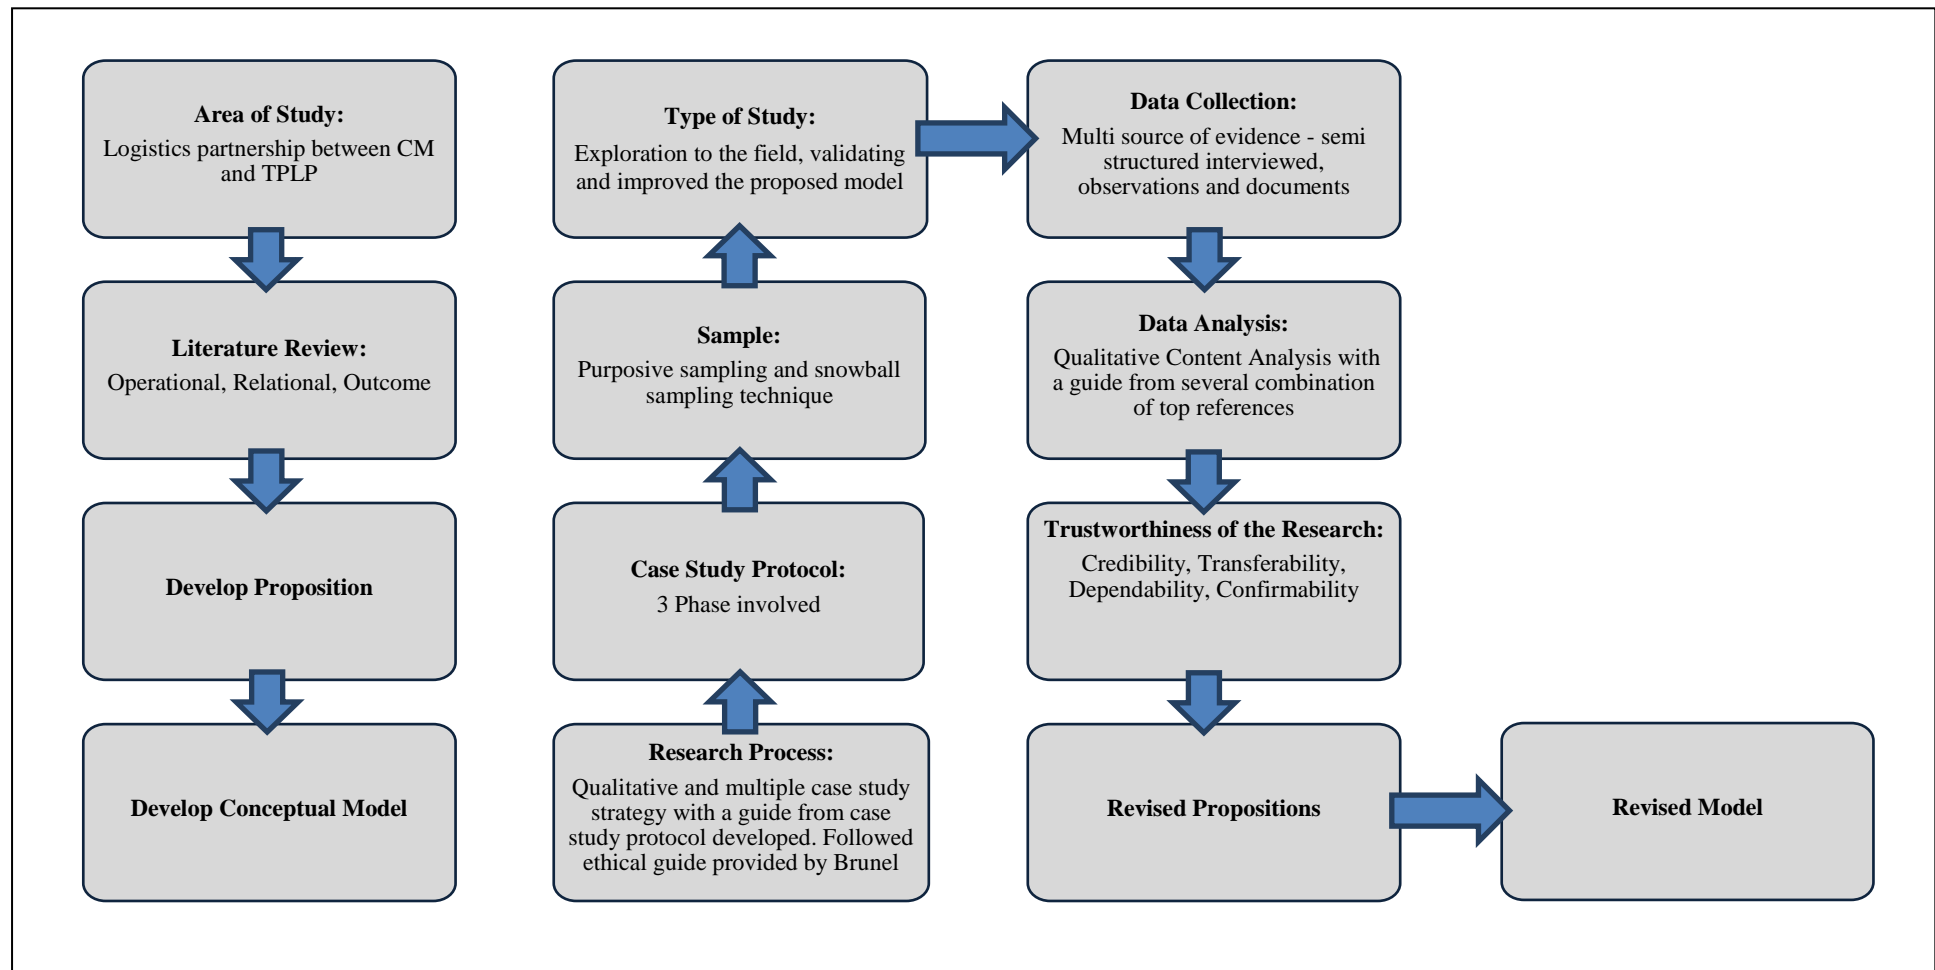 Area of Study:
Logistics partnership between CM
and TPLP
Literature Review:
Operational, Relational, Outcome
Develop Proposition
Develop Conceptual Model
Research Process:
Qualitative and multiple case study
strategy with a guide from case
study protocol developed. Followed
ethical guide provided by Brunel
Case Study Protocol:
3 Phase involved
Sample:
Purposive sampling and snowball
sampling technique
Type of Study:
Exploration to the field, validating
and improved the proposed model
Data Collection:
Multi source of evidence - semi
structured interviewed,
observations and documents
Data Analysis:
Qualitative Content Analysis with
a guide from several combination
of top references
Trustworthiness of the Research:
Credibility, Transferability,
Dependability, Confirmability
Revised Propositions
Revised Model